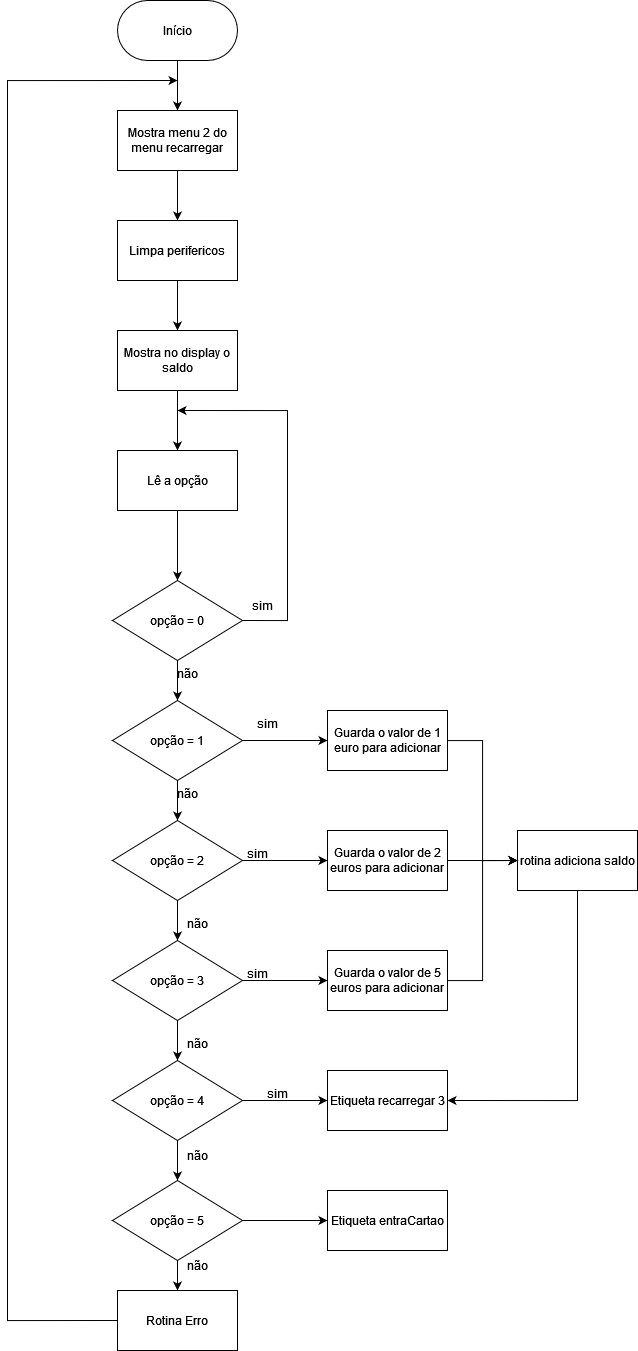 Início
Mostra menu 2 do
menu recarregar
Limpa perifericos
Mostra no display o
saldo
Lê a opção
opção = 0
sim
não
opção = 1
sim
Guarda o valor de 1
euro para adicionar
não
opção = 2
sim
Guarda o valor de 2
euros para adicionar
rotina adiciona saldo
não
opção = 3
sim
Guarda o valor de 5
euros para adicionar
não
opção = 4
sim
Etiqueta recarregar 3
não
opção = 5
Etiqueta entraCartao
não
Rotina Erro